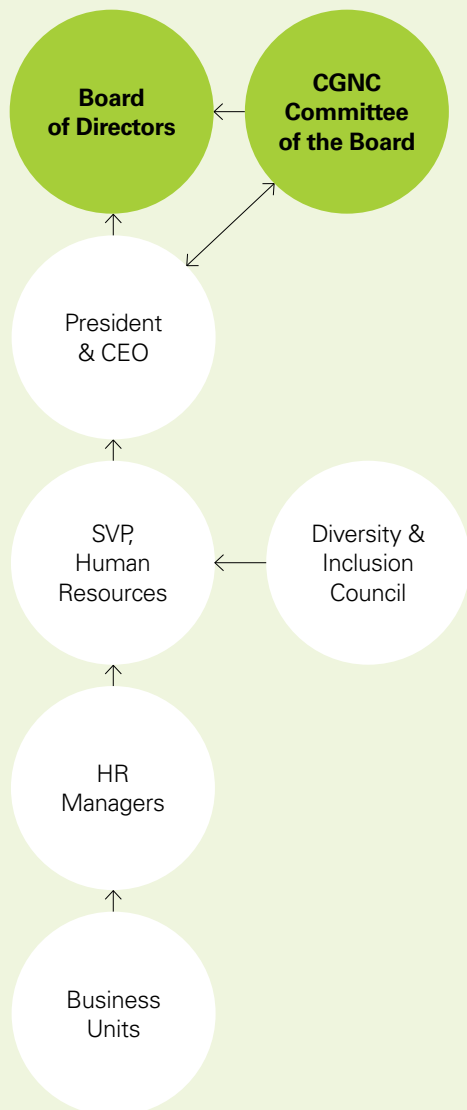 Board
of Directors
CGNC
Committee
of the Board
President
& CEO
SVP,
Human
Resources
Diversity &
Inclusion
Council
HR
Managers
Business
Units